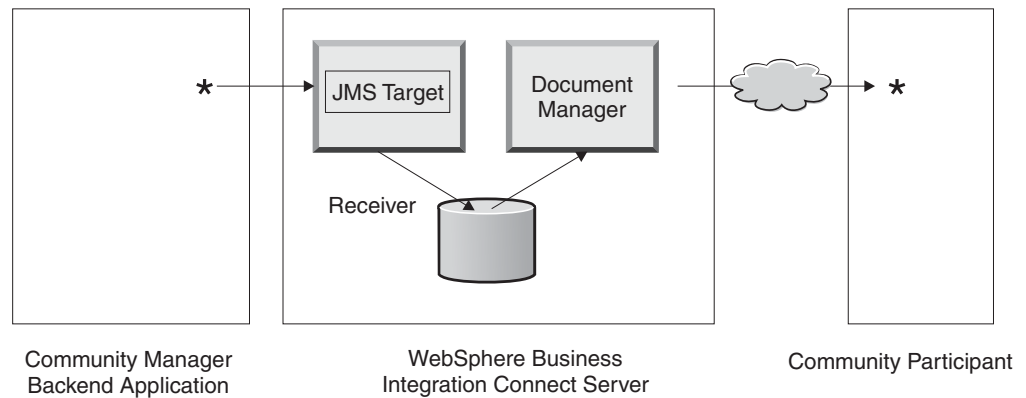 *
JMS Target
Document
Manager
*
Receiver
Community Manager
Backend Application
WebSphere Business
Integration Connect Server
Community Participant